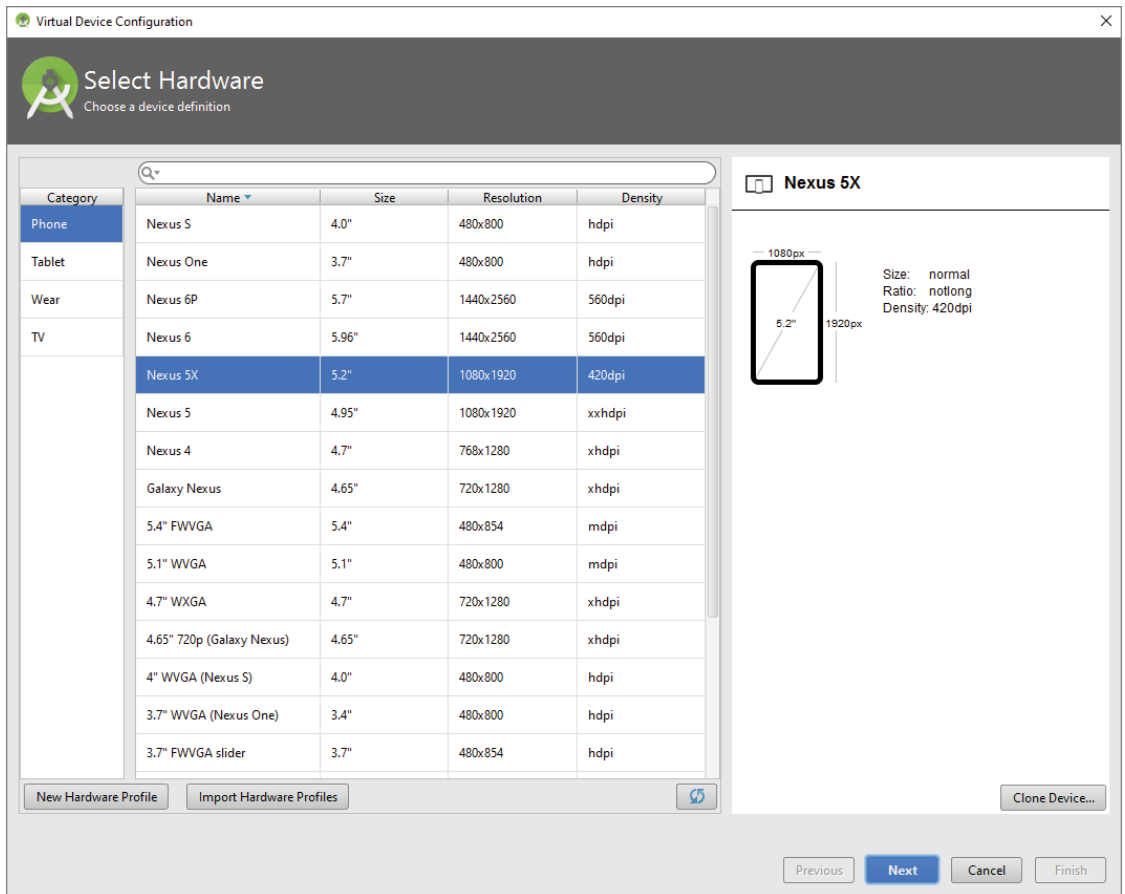 Virtual Device Configuration
Select Hardware
Choose a device definition
Category
Phone
Tablet
Wear
TV
Name Size Resolution Density
Nexus S 4.0" 480x800 hdpi
Nexus One 3.7" 480x800 hdpi
Nexus 6P 5.7" 1440x2560 560dpi
Nexus 6 5.96" 1440x2560 560dpi
Nexus 5X 5.2" 1080x1920 420dpi
Nexus 5 4.95" 1080x1920 xxhdpi
Nexus 4 4.7" 768x1280 xhdpi
Galaxy Nexus 4.65" 720x1280 xhdpi
5.4" FWVGA 5.4" 480x854 mdpi
5.1" WVGA 5.1" 480x800 mdpi
4.7" WXGA 4.7" 720x1280 xhdpi
4.65" 720p (Galaxy Nexus) 4.65" 720x1280 xhdpi
4" WVGA (Nexus S) 4.0" 480x800 hdpi
3.7" WVGA (Nexus One) 3.4" 480x800 hdpi
3.7" FWVGA slider 3.7" 480x854 hdpi
New Hardware Profile Import Hardware Profiles
Nexus 5X
1080px
5.2" 1920px
Size: normal
Ratio: notlong
Density: 420dpi
Clone Device...
Previous Next Cancel Finish